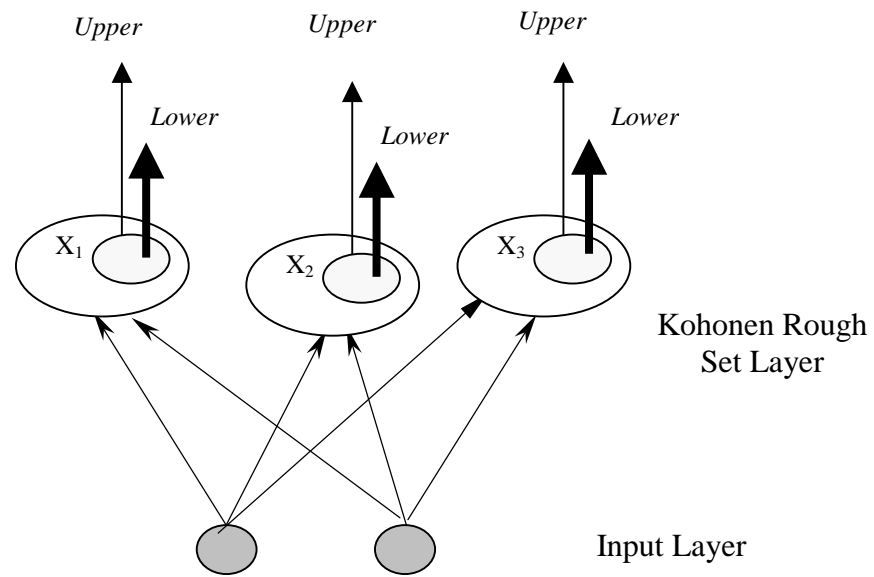 Upper
Upper
Upper
Lower
Lower
Lower
X₁
X₂
X₃
Kohonen Rough
Set Layer
Input Layer